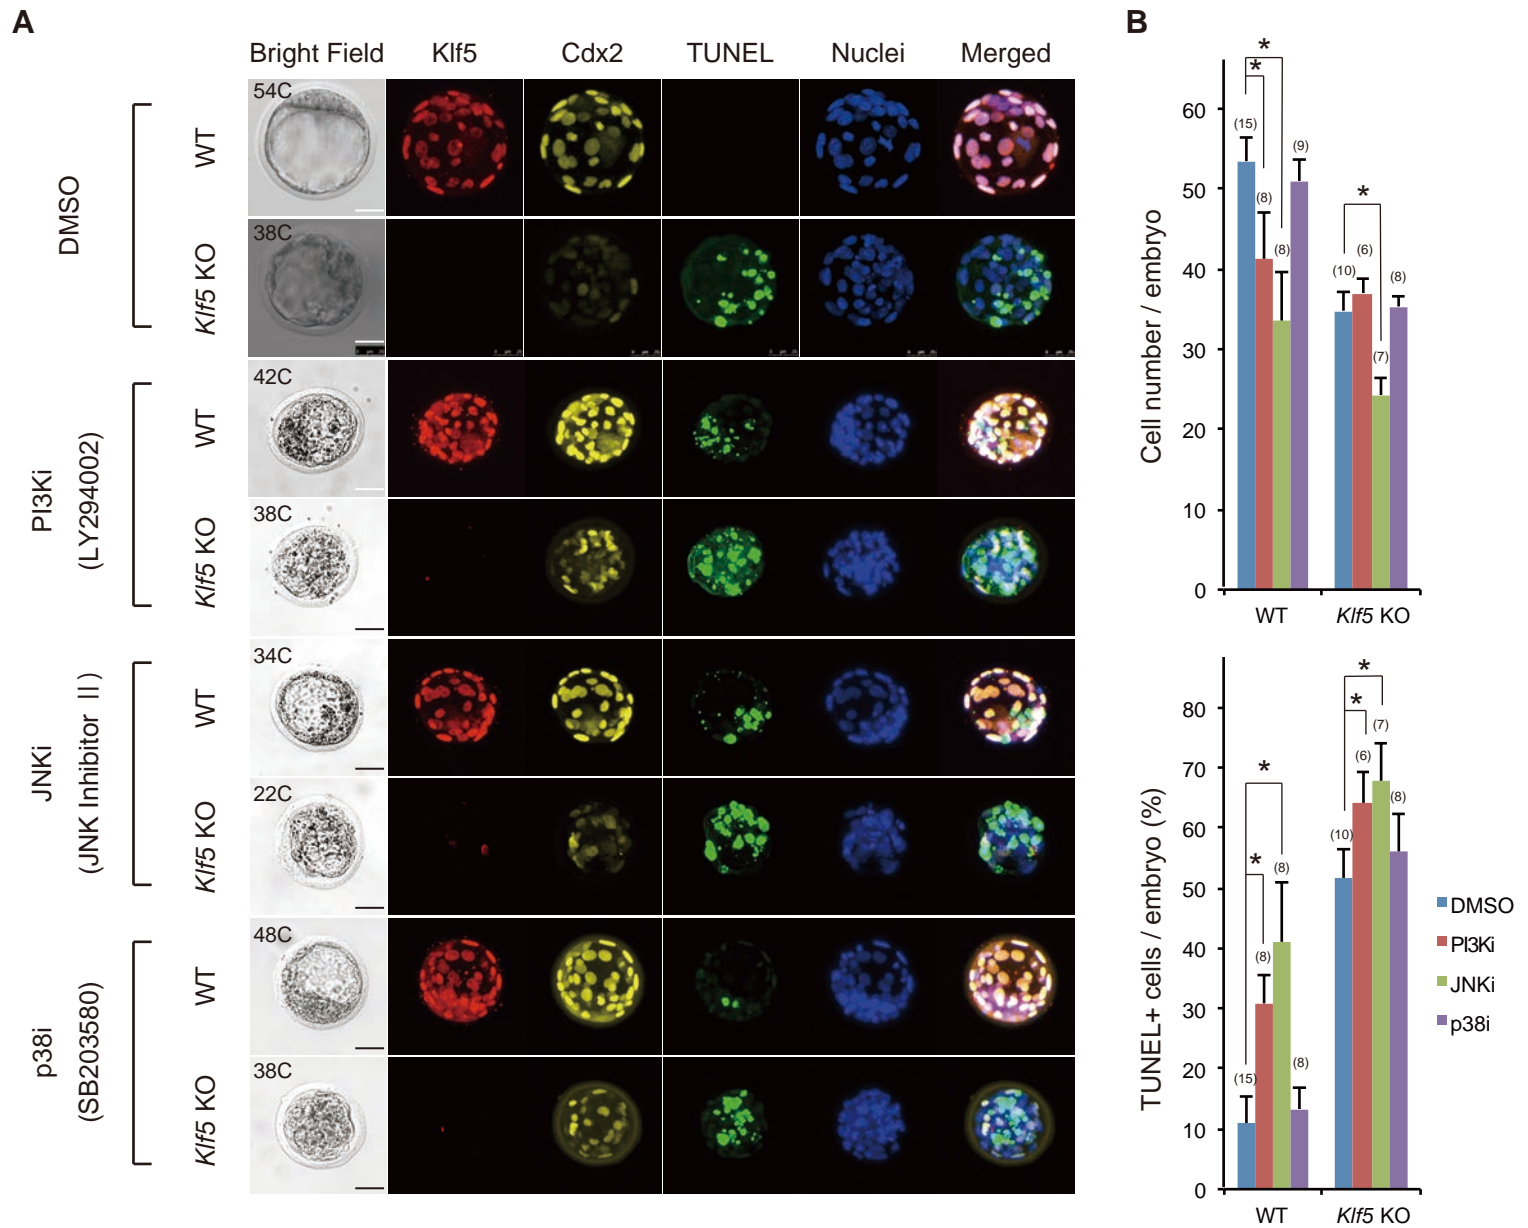 A
Bright Field Klf5 Cdx2 TUNEL Nuclei Merged
DMSO
WT
54C
Klf5 KO
38C
PI3Ki
(LY294002)
WT
42C
Klf5 KO
38C
JNKi
(JNK Inhibitor II)
WT
34C
Klf5 KO
22C
p38i
(SB203580)
WT
48C
Klf5 KO
38C
B
Cell number / embryo
60
50
40
30
20
10
0
* *
(15) (8) (8) (9)
*
(10) (6) (7) (8)
WT Klf5 KO
TUNEL+ cells / embryo (%)
80
70
60
50
40
30
20
10
0
* *
(15) (8) (8) (8)
* *
(10) (6) (7) (8)
WT Klf5 KO
DMSO
PI3Ki
JNKi
p38i